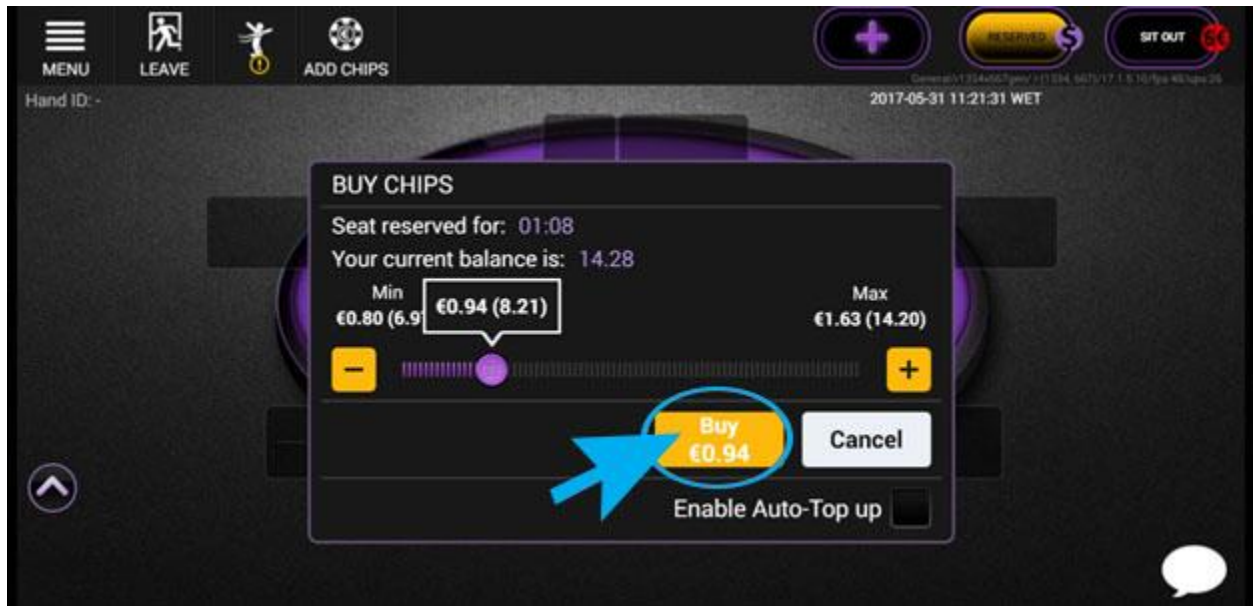 MENU
LEAVE
ADD CHIPS
RESERVED
SIT OUT
Hand ID: -
2017-05-31 11:21:31 WET
BUY CHIPS
Seat reserved for: 01:08
Your current balance is: 14.28
Min
€0.80 (6.9
€0.94 (8.21)
Max
€1.63 (14.20)
Buy
€0.94
Cancel
Enable Auto-Top up